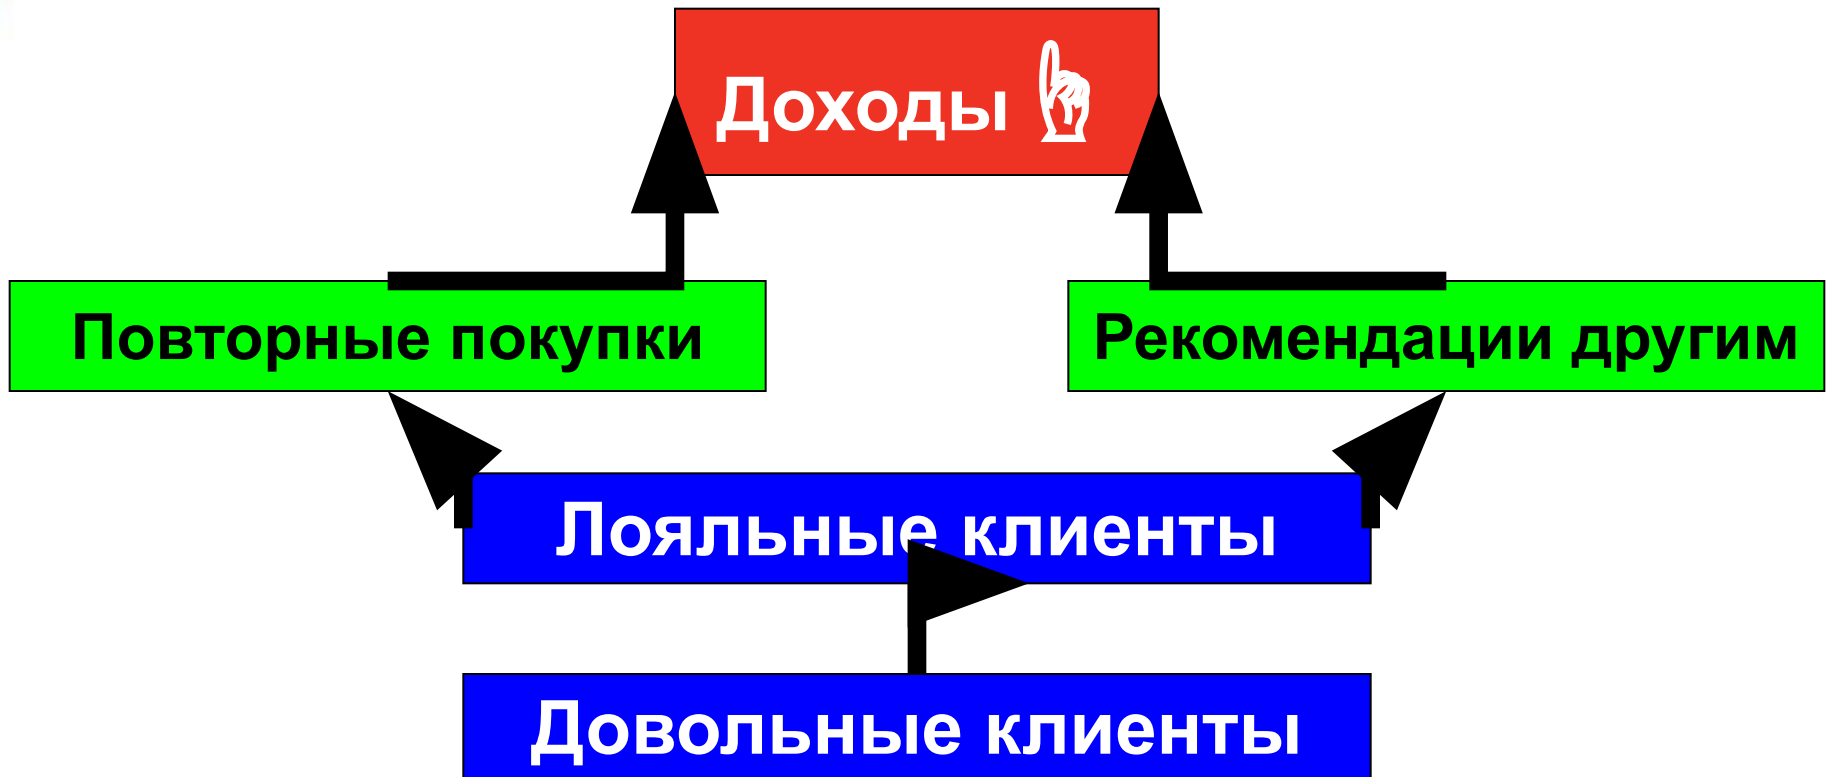 Доходы ☝
Повторные покупки
Рекомендации другим
Лояльные клиенты
Довольные клиенты